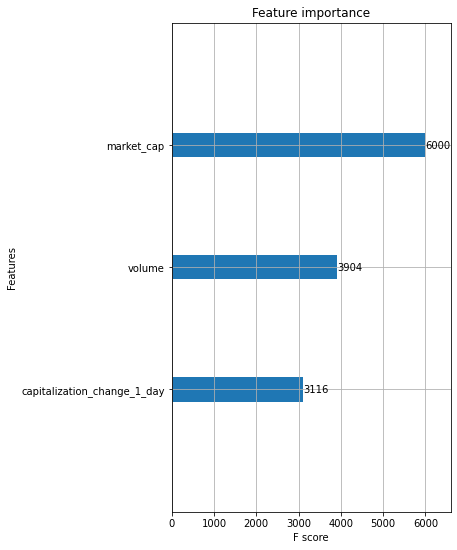 Feature importance
market_cap
6000
volume
3904
capitalization_change_1_day
3116
Features
0 1000 2000 3000 4000 5000 6000
F score